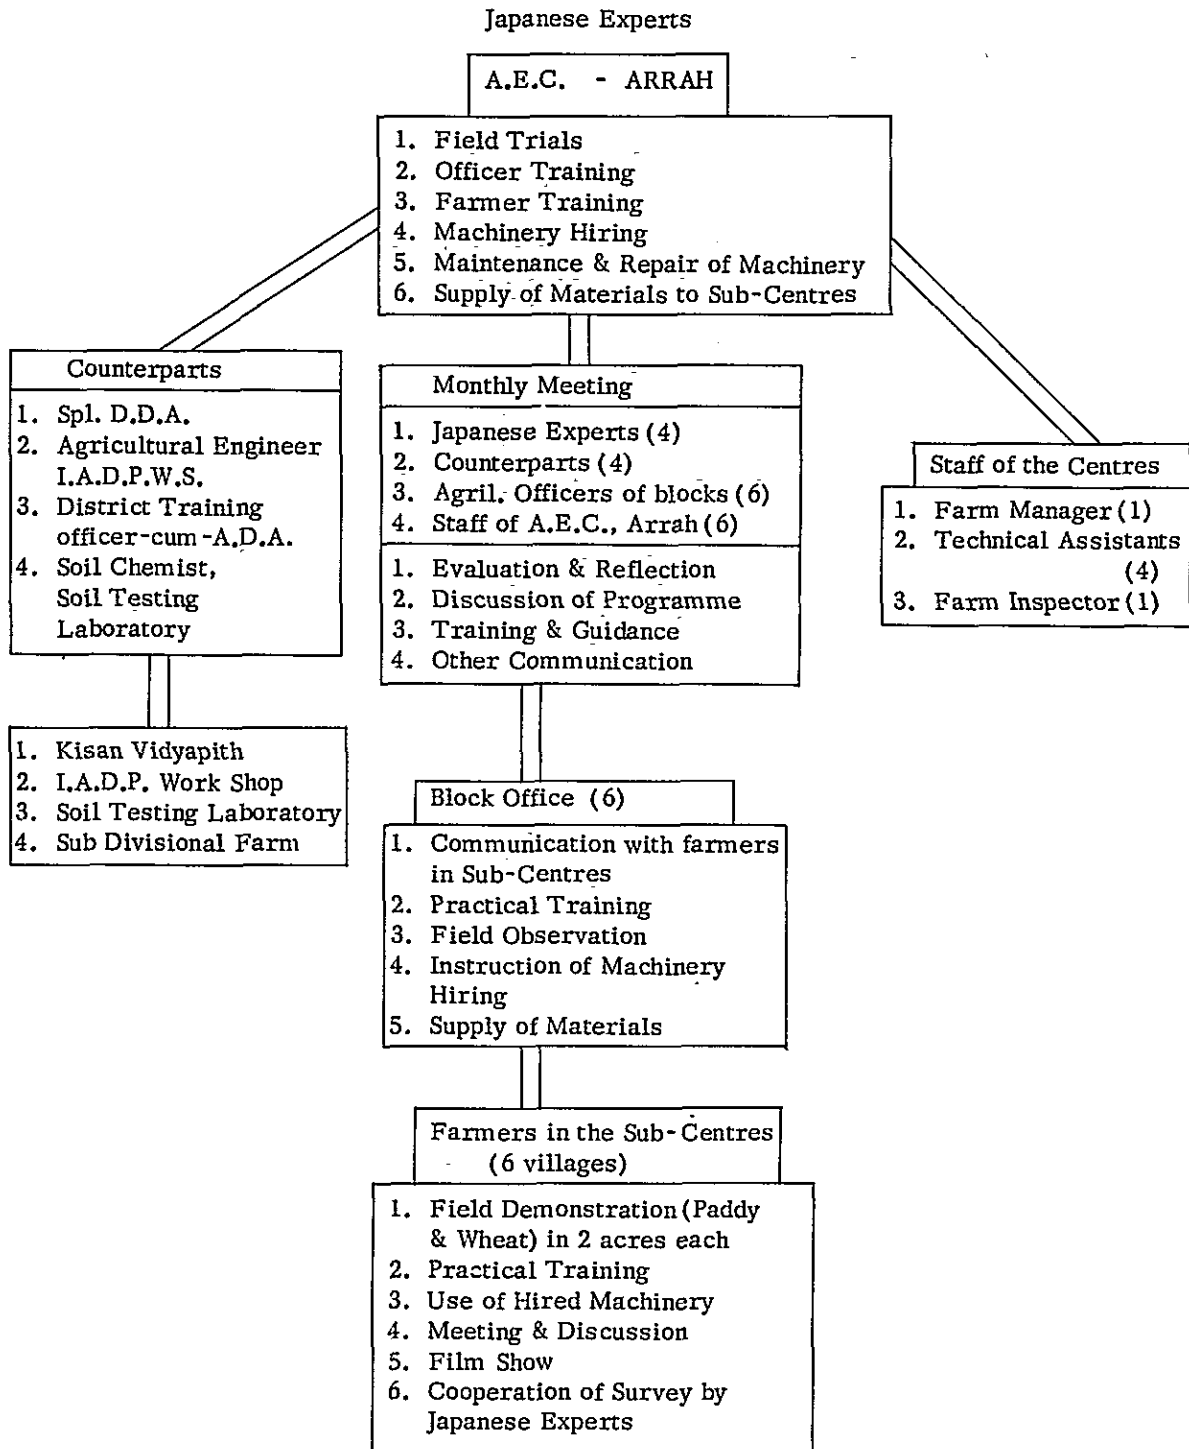 Japanese Experts
A.E.C. - ARRAH
1. Field Trials
2. Officer Training
3. Farmer Training
4. Machinery Hiring
5. Maintenance & Repair of Machinery
6. Supply of Materials to Sub-Centres
Counterparts
1. Spl. D.D.A.
2. Agricultural Engineer
I.A.D.P.W.S.
3. District Training
officer-cum-A.D.A.
4. Soil Chemist,
Soil Testing
Laboratory
1. Kisan Vidyapith
2. I.A.D.P. Work Shop
3. Soil Testing Laboratory
4. Sub Divisional Farm
Monthly Meeting
1. Japanese Experts (4)
2. Counterparts (4)
3. Agril. Officers of blocks (6)
4. Staff of A.E.C., Arrah (6)
1. Evaluation & Reflection
2. Discussion of Programme
3. Training & Guidance
4. Other Communication
Staff of the Centres
1. Farm Manager (1)
2. Technical Assistants
(4)
3. Farm Inspector (1)
Block Office (6)
1. Communication with farmers
in Sub-Centres
2. Practical Training
3. Field Observation
4. Instruction of Machinery
Hiring
5. Supply of Materials
Farmers in the Sub-Centres
(6 villages)
1. Field Demonstration (Paddy
& Wheat) in 2 acres each
2. Practical Training
3. Use of Hired Machinery
4. Meeting & Discussion
5. Film Show
6. Cooperation of Survey by
Japanese Experts